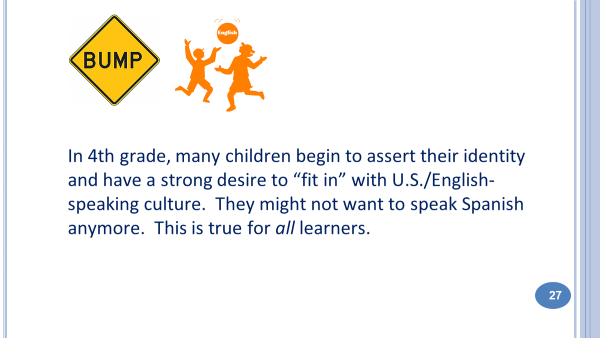 BUMP
English
In 4th grade, many children begin to assert their identity
and have a strong desire to “fit in” with U.S./English-
speaking culture.  They might not want to speak Spanish
anymore.  This is true for all learners.
27